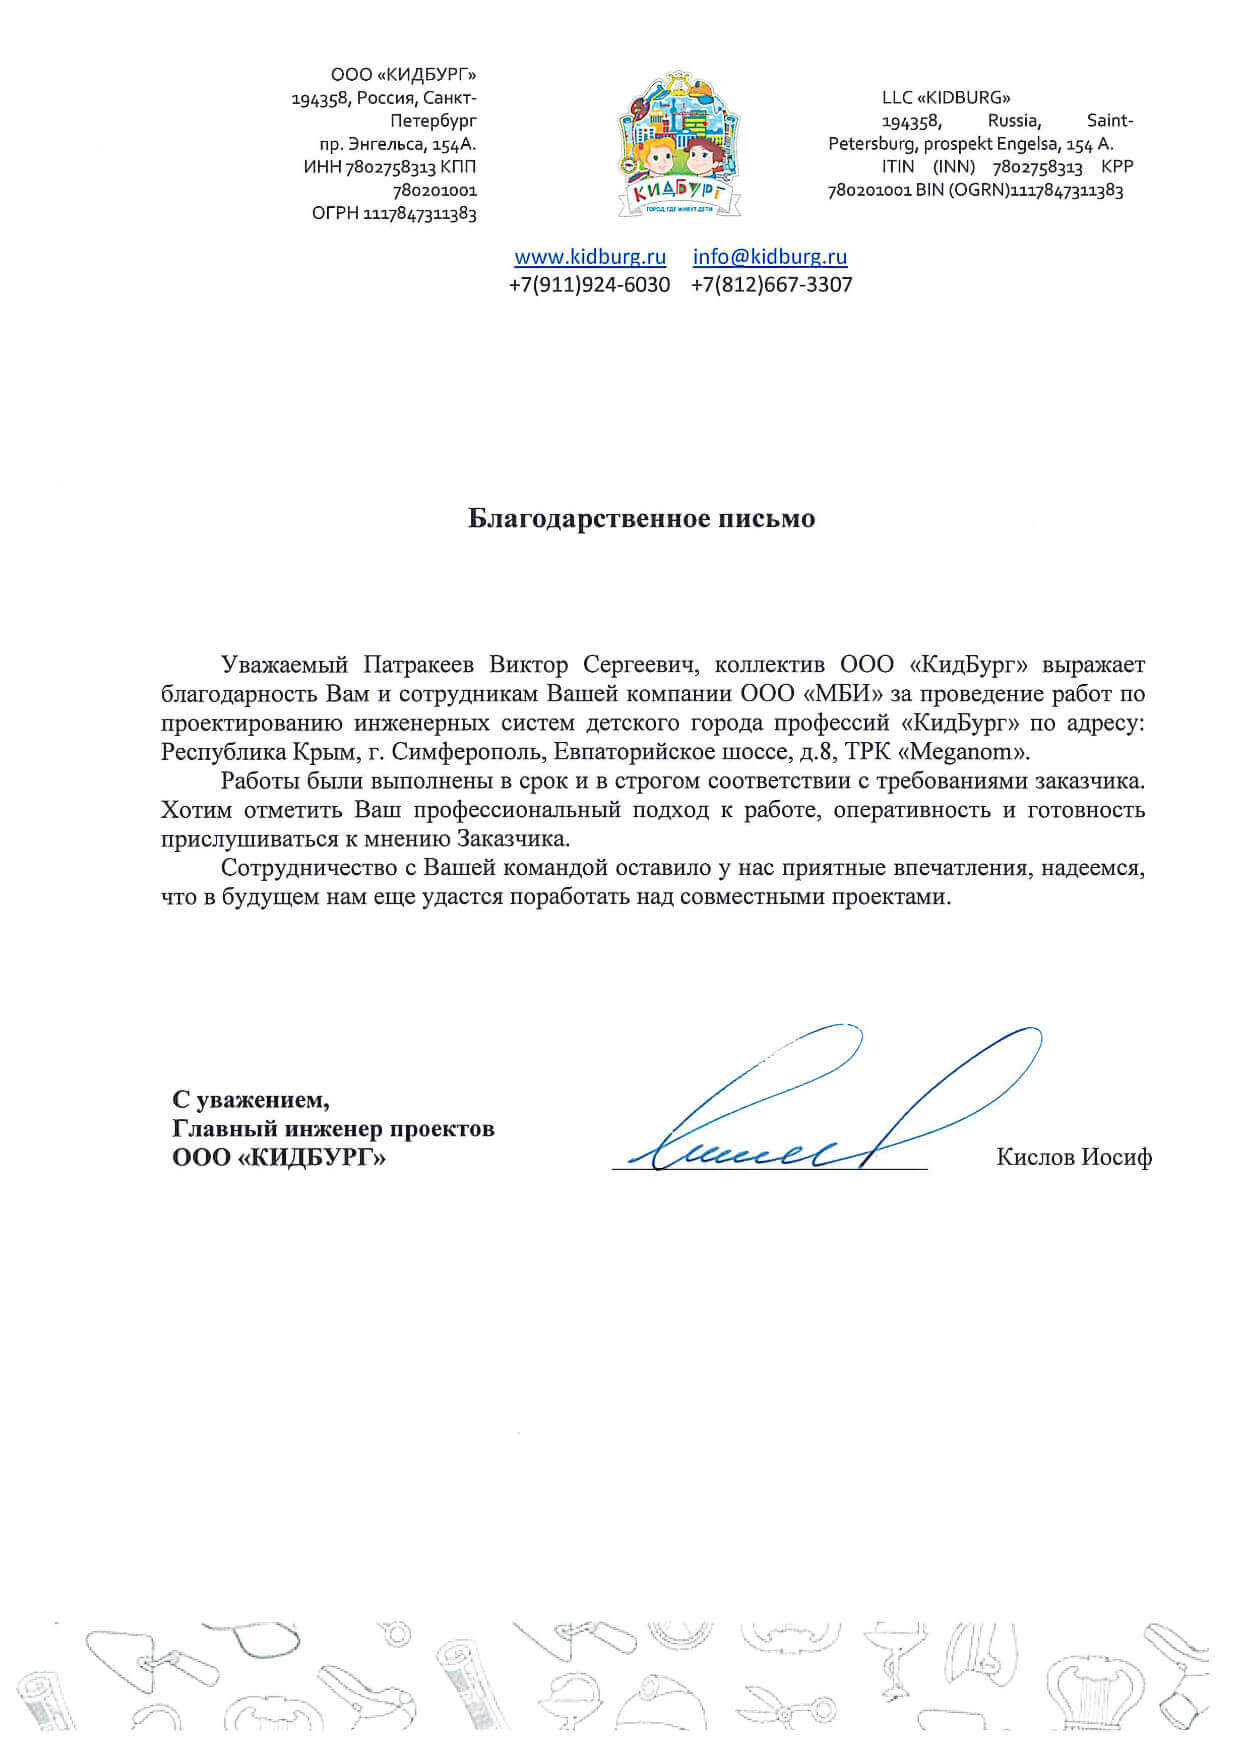 ООО «КИДБУРГ»
194358, Россия, Санкт-
Петербург
пр. Энгельса, 154А.
ИНН 7802758313 КПП
780201001
ОГРН 1117847311383
КИДБУРГ
ГОРОД, ГДЕ ЖИВУТ ДЕТИ
LLC «KIDBURG»
194358, Russia, Saint-
Petersburg, prospekt Engelsa, 154 A.
ITIN (INN) 7802758313 KPP
780201001 BIN (OGRN)1117847311383
www.kidburg.ru info@kidburg.ru
+7(911)924-6030 +7(812)667-3307
Благодарственное письмо
Уважаемый Патракеев Виктор Сергеевич, коллектив ООО «КидБург» выражает
благодарность Вам и сотрудникам Вашей компании ООО «МБИ» за проведение работ по
проектированию инженерных систем детского города профессий «КидБург» по адресу:
Республика Крым, г. Симферополь, Евпаторийское шоссе, д.8, ТРК «Meganom».
Работы были выполнены в срок и в строгом соответствии с требованиями заказчика.
Хотим отметить Ваш профессиональный подход к работе, оперативность и готовность
прислушиваться к мнению Заказчика.
Сотрудничество с Вашей командой оставило у нас приятные впечатления, надеемся,
что в будущем нам еще удастся поработать над совместными проектами.
С уважением,
Главный инженер проектов
ООО «КИДБУРГ»
Кислов Иосиф